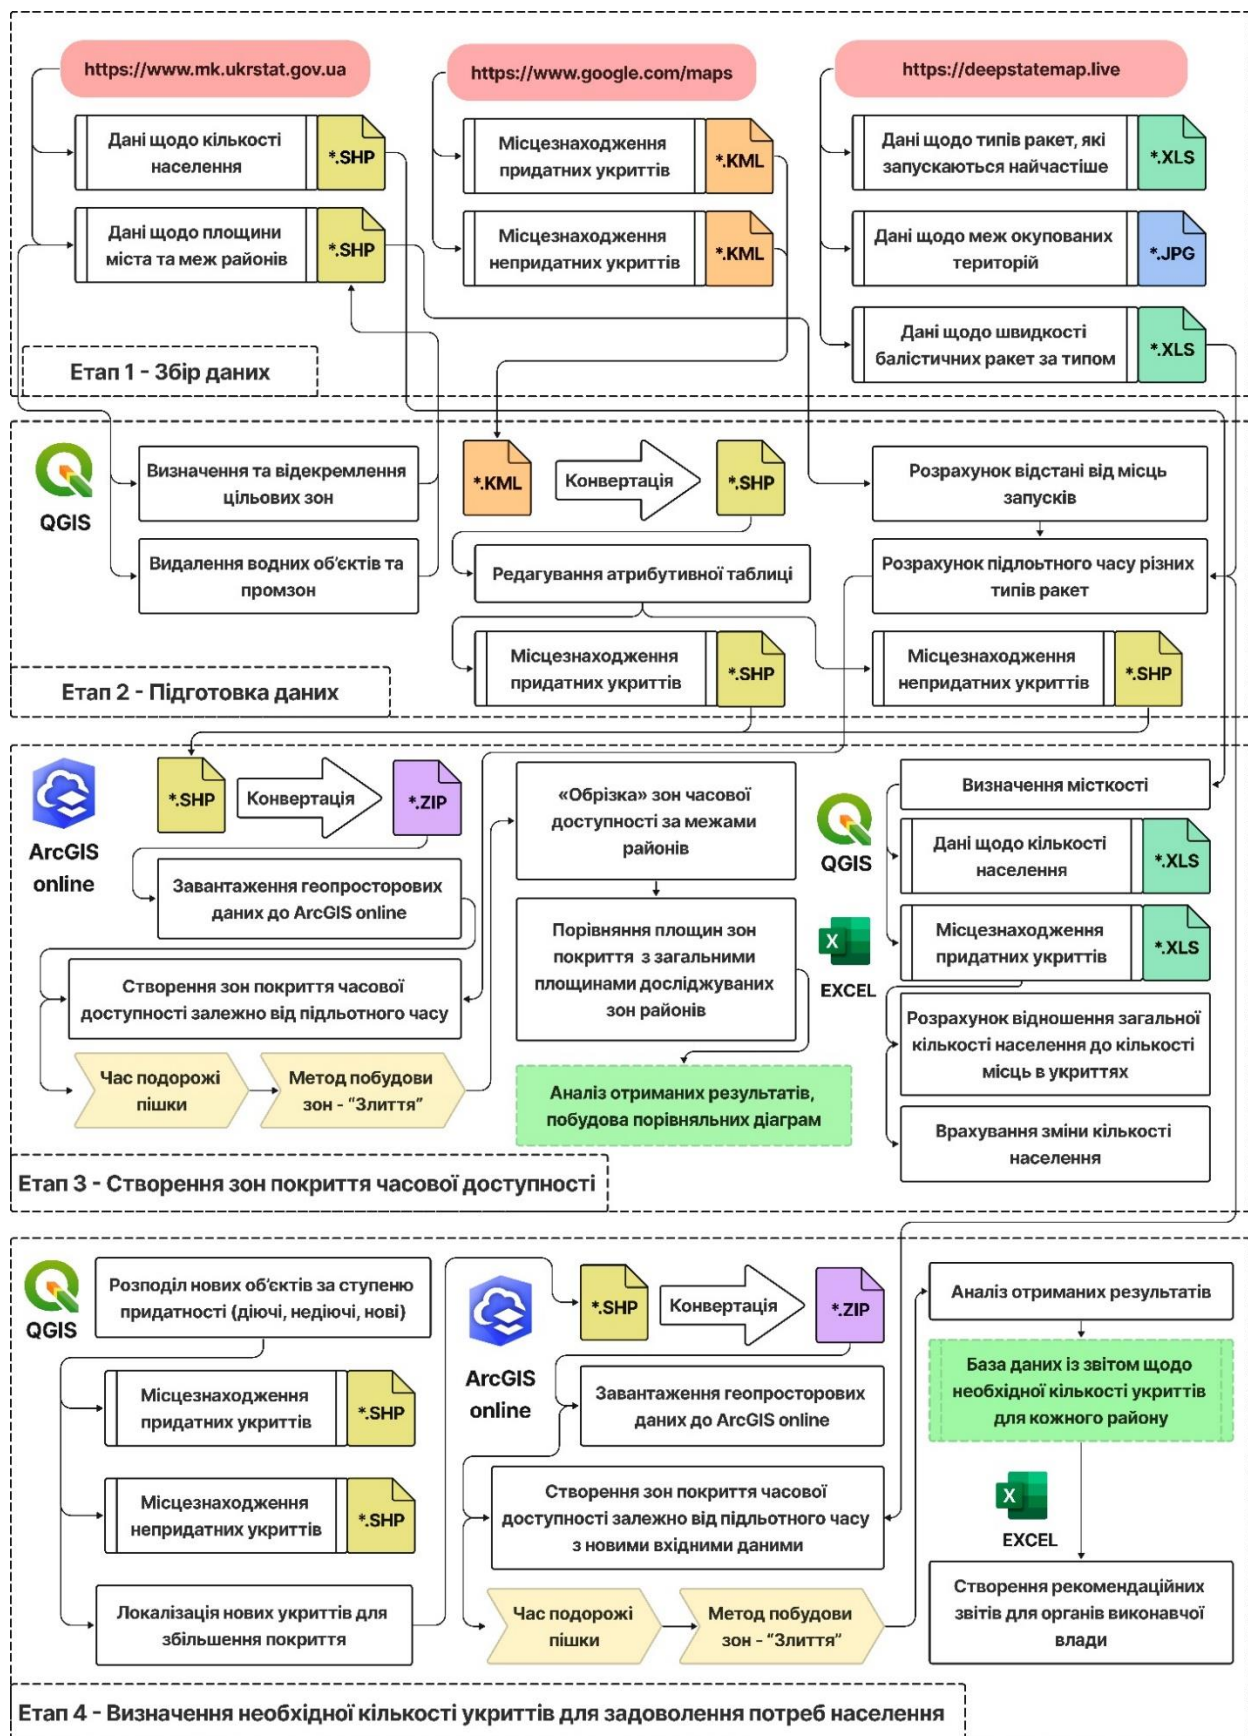 https://www.mk.ukrstat.gov.ua
https://www.google.com/maps
https://deepstatemap.live
Дані щодо кількості
населення
*.SHP
Місцезнаходження
придатних укриттів
*.KML
Дані щодо типів ракет, які
запускаються найчастіше
*.XLS
Дані щодо площини
міста та меж районів
*.SHP
Місцезнаходження
непридатних укриттів
*.KML
Дані щодо меж окупованих
територій
*.JPG
Дані щодо швидкості
балістичних ракет за типом
*.XLS
Етап 1 - Збір даних
QGIS
Визначення та відекремлення
цільових зон
Видалення водних об’єктів та
промзон
*.KML
Конвертація
*.SHP
Редагування атрибутивної таблиці
Розрахунок відстані від місць
запусків
Розрахунок підлоьтного часу різних
типів ракет
Місцезнаходження
придатних укриттів
*.SHP
Місцезнаходження
непридатних укриттів
*.SHP
Етап 2 - Підготовка даних
ArcGIS
online
*.SHP
Конвертація
*.ZIP
Завантаження геопросторових
даних до ArcGIS online
Створення зон покриття часової
доступності залежно від підльотного часу
Час подорожі
пішки
Метод побудови
зон - “Злиття”
«Обрізка» зон часової
доступності за межами
районів
Порівняння площин зон
покриття з загальними
площинами досліджуваних
зон районів
Аналіз отриманих результатів,
побудова порівняльних діаграм
QGIS
EXCEL
Визначення місткості
Дані щодо кількості
населення
*.XLS
Місцезнаходження
придатних укриттів
*.XLS
Розрахунок відношення загальної
кількості населення до кількості
місць в укриттях
Врахування зміни кількості
населення
Етап 3 - Створення зон покриття часової доступності
QGIS
Розподіл нових об’єктів за ступеню
придатності (діючі, недіючі, нові)
Місцезнаходження
придатних укриттів
*.SHP
Місцезнаходження
непридатних укриттів
*.SHP
Локалізація нових укриттів для
збільшення покриття
ArcGIS
online
*.SHP
Конвертація
*.ZIP
Завантаження геопросторових
даних до ArcGIS online
Створення зон покриття часової
доступності залежно від підльотного часу
з новими вхідними даними
Час подорожі
пішки
Метод побудови
зон - “Злиття”
Аналіз отриманих результатів
База даних із звітом щодо
необхідної кількості укриттів
для кожного району
EXCEL
Створення рекомендаційних
звітів для органів виконавчої
влади
Етап 4 - Визначення необхідної кількості укриттів для задоволення потреб населення